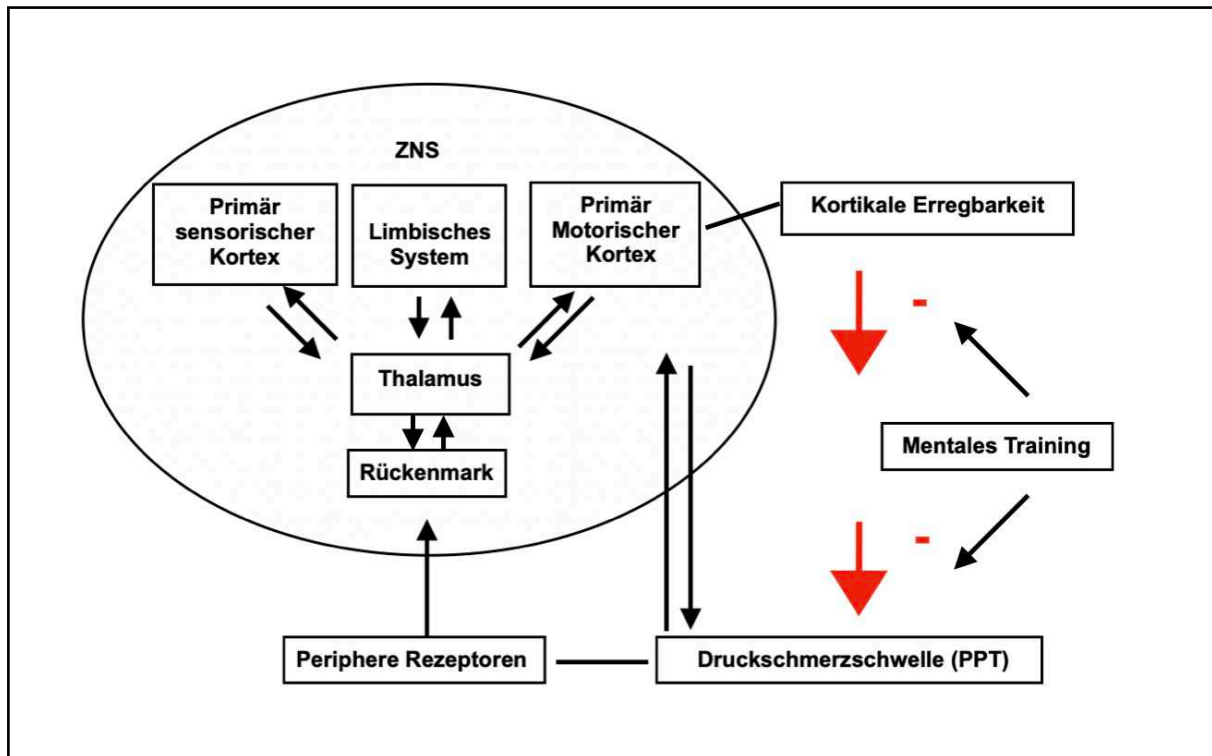 ZNS
Primär
sensorischer
Kortex
Limbisches
System
Primär
Motorischer
Kortex
Kortikale Erregbarkeit
-
Thalamus
Mentales Training
Rückenmark
-
Periphere Rezeptoren
Druckschmerzschwelle (PPT)